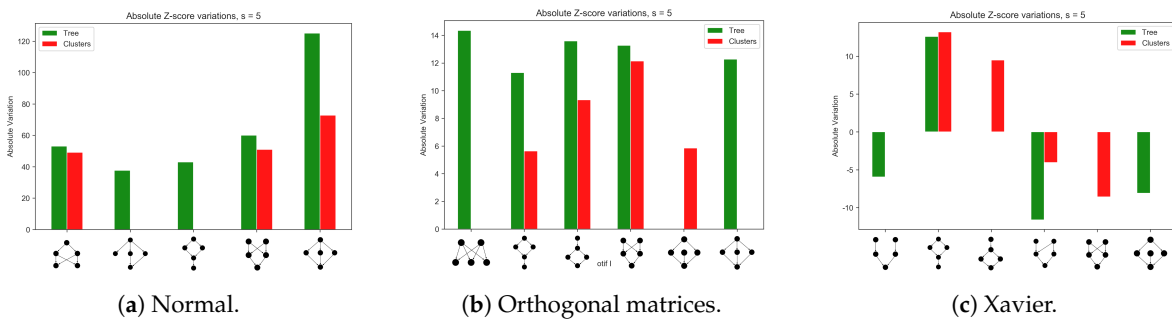 Absolute Z-score variations, s = 5
Tree
Clusters
Absolute Variation
120
100
80
60
40
20
0
(a) Normal.
Absolute Z-score variations, s = 5
Tree
Clusters
Absolute Variation
14
12
10
8
6
4
2
0
otif I
(b) Orthogonal matrices.
Absolute Z-score variations, s = 5
Tree
Clusters
Absolute Variation
10
5
0
-5
-10
(c) Xavier.